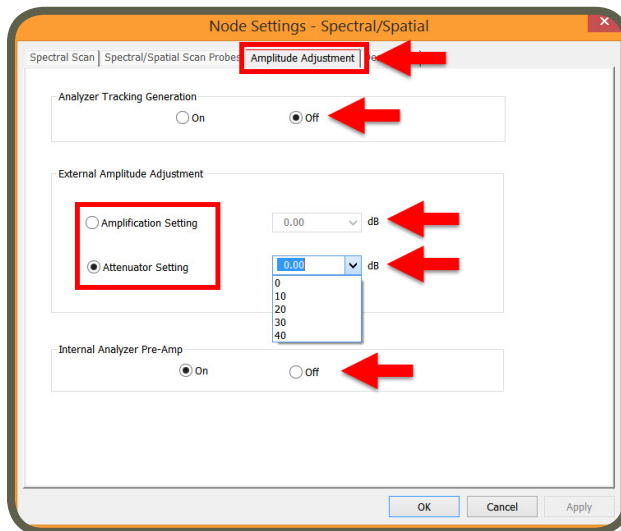 Node Settings - Spectral/Spatial
Spectral Scan Spectral/Spatial Scan Probes Amplitude Adjustment
Analyzer Tracking Generation
On Off
External Amplitude Adjustment
Amplification Setting 0.00 dB
Attenuator Setting 0.00 dB
0
10
20
30
40
Internal Analyzer Pre-Amp
On Off
OK Cancel Apply